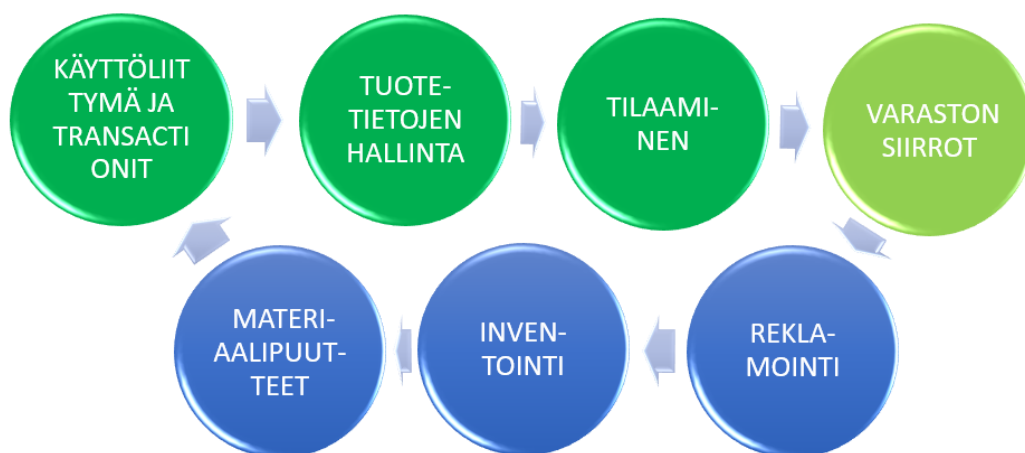 KÄYTTÖLIIT
TYMÄ JA
TRANSACTI
ONIT
TUOTE-
TIETOJEN
HALLINTA
TILAAMI-
NEN
VARASTON
SIIRROT
REKLA-
MOINTI
INVEN-
TOINTI
MATERI-
AALIPUUT-
TEET